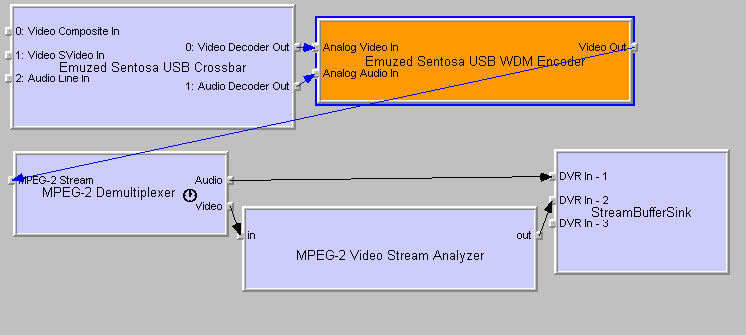 0: Video Composite In
0: Video Decoder Out
1: Video SVideo In
Emuzed Sentosa USB Crossbar
2: Audio Line In
1: Audio Decoder Out
Analog Video In
Video Out
Emuzed Sentosa USB WDM Encoder
Analog Audio In
MPEG-2 Stream
Audio
MPEG-2 Demultiplexer
Video
in
out
MPEG-2 Video Stream Analyzer
DVR In - 1
DVR In - 2
StreamBufferSink
DVR In - 3